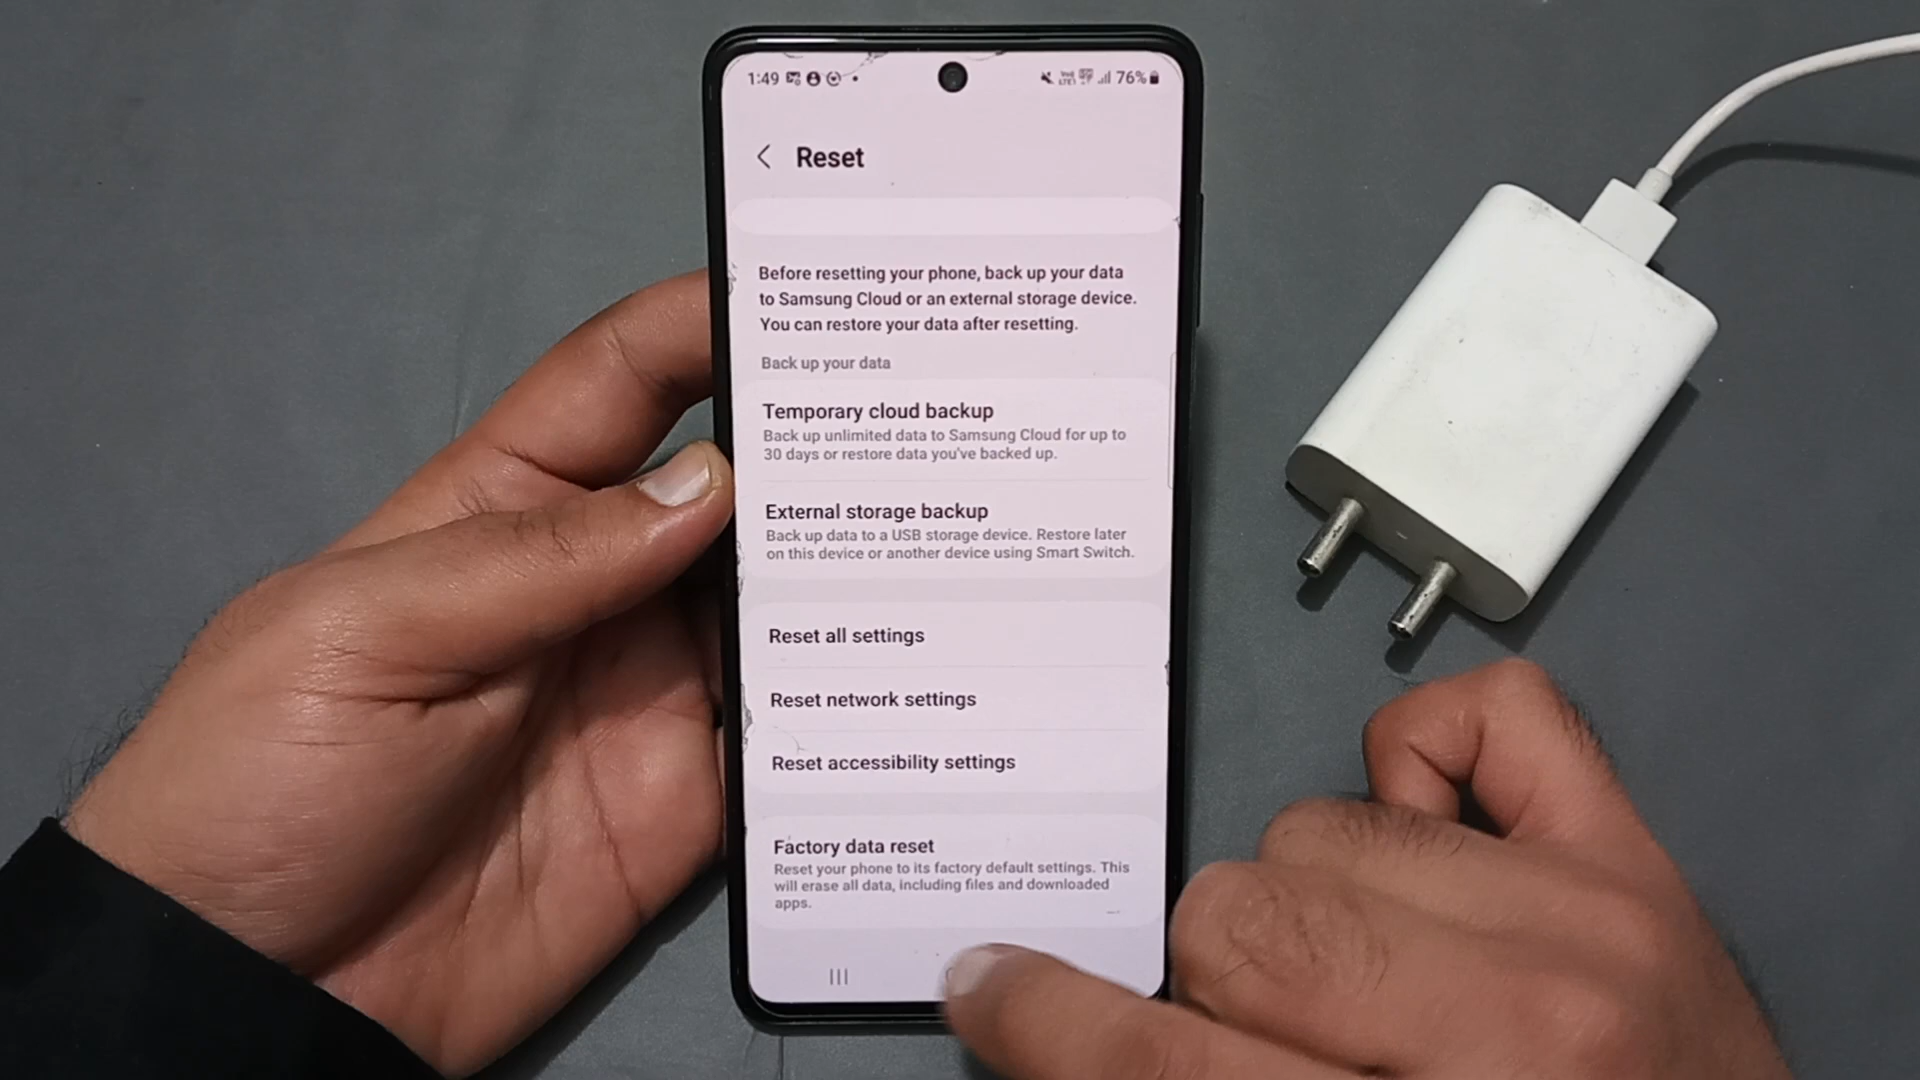 1:49
76%
Reset
Before resetting your phone, back up your data
to Samsung Cloud or an external storage device.
You can restore your data after resetting.
Back up your data
Temporary cloud backup
Back up unlimited data to Samsung Cloud for up to
30 days or restore data you've backed up.
External storage backup
Back up data to a USB storage device. Restore later
on this device or another device using Smart Switch.
Reset all settings
Reset network settings
Reset accessibility settings
Factory data reset
Reset your phone to its factory default settings. This
will erase all data, including files and downloaded
apps.